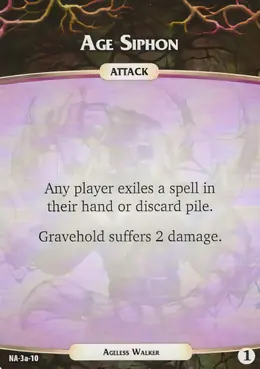 AGE SIPHON
ATTACK
Any player exiles a spell in
their hand or discard pile.
Gravehold suffers 2 damage.
NA-3a-10
AGELESS WALKER
1